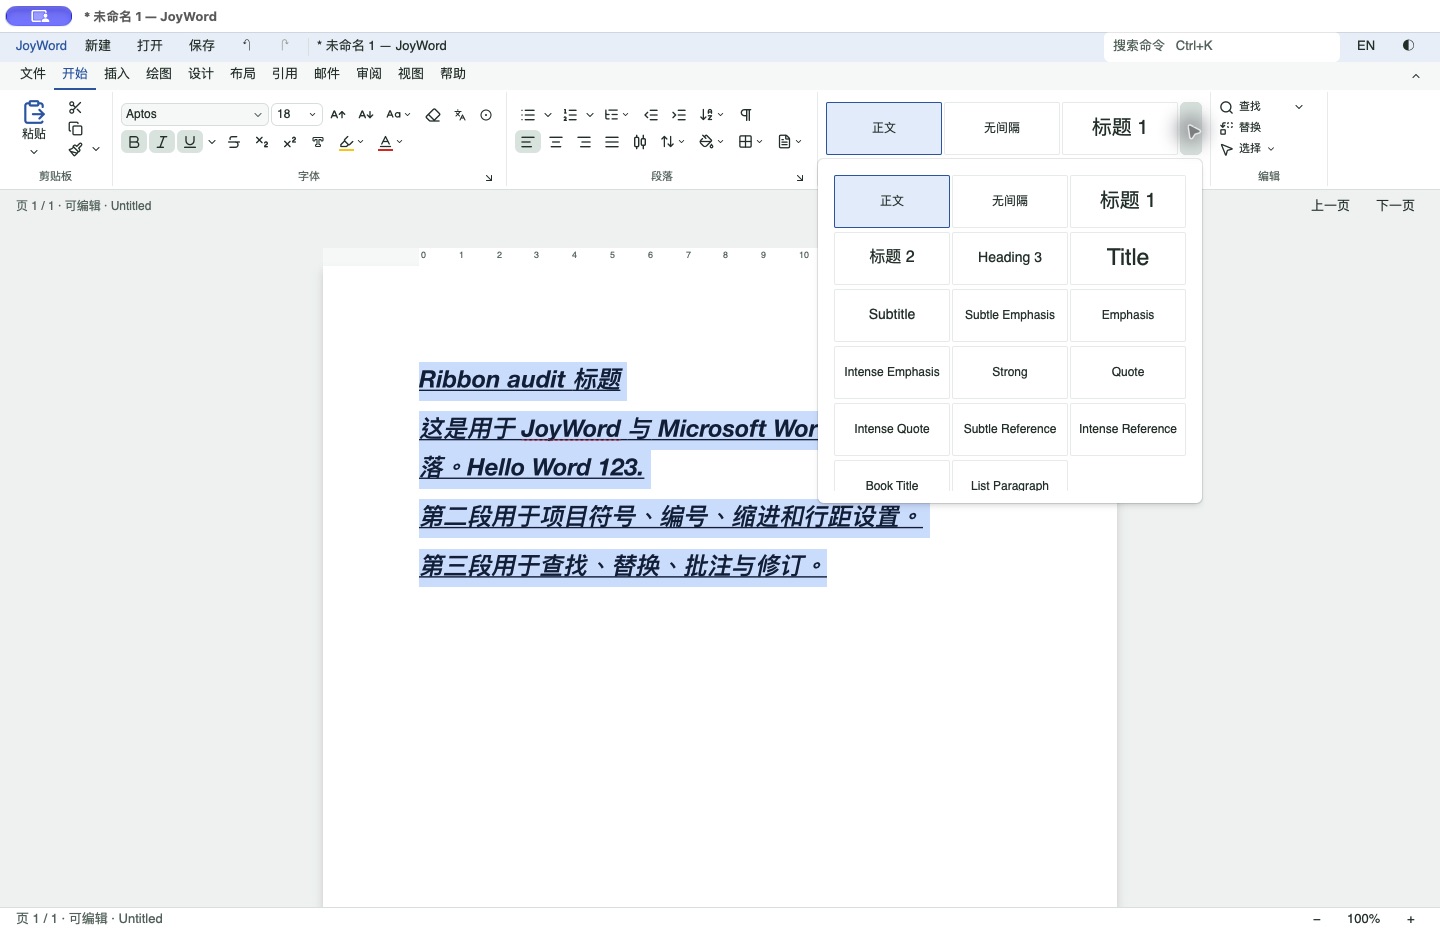 * 未命名 1 — JoyWord
JoyWord 新建 打开 保存 * 未命名 1 — JoyWord 搜索命令 Ctrl+K EN
文件 开始 插入 绘图 设计 布局 引用 邮件 审阅 视图 帮助
粘贴
剪贴板
Aptos 18 Aa
B I U S X₂ X² A
字体
段落
正文 无间隔 标题 1
查找
替换
选择
编辑
页 1 / 1 · 可编辑 · Untitled 上一页 下一页
正文 无间隔 标题 1
标题 2 Heading 3 Title
Subtitle Subtle Emphasis Emphasis
Intense Emphasis Strong Quote
Intense Quote Subtle Reference Intense Reference
Book Title List Paragraph
0 1 2 3 4 5 6 7 8 9 10
Ribbon audit 标题
这是用于 JoyWord 与 Microsoft Wor
落。Hello Word 123.
第二段用于项目符号、编号、缩进和行距设置。
第三段用于查找、替换、批注与修订。
页 1 / 1 · 可编辑 · Untitled − 100% +